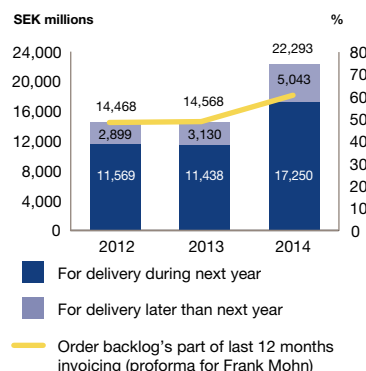 SEK millions %
24,000 22,293 80
20,000 5,043 70
16,000 14,468 14,568 60
12,000 2,899 3,130 50
8,000 11,569 11,438 17,250 40
4,000 30
0 20
10
0
2012 2013 2014
For delivery during next year
For delivery later than next year
Order backlog's part of last 12 months
invoicing (proforma for Frank Mohn)